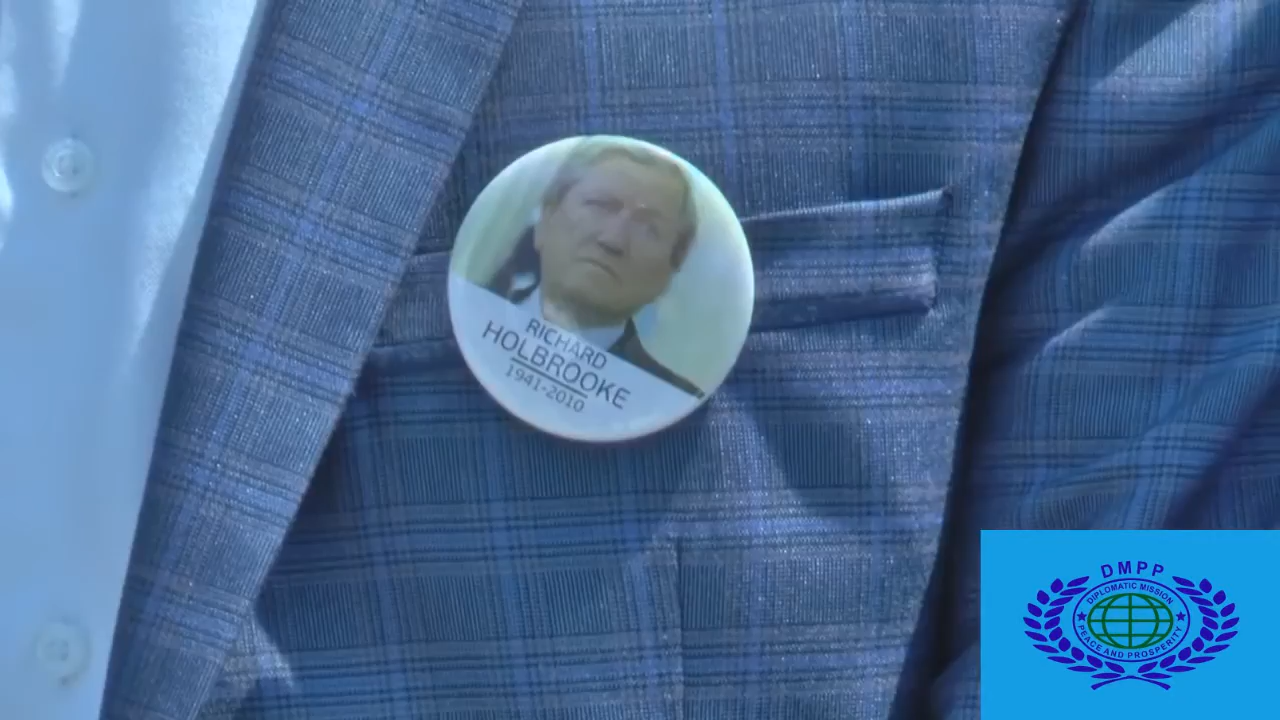 RICHARD
HOLBROOKE
1941-2010
DMPP
DIPLOMATIC MISSION
PEACE AND PROSPERITY